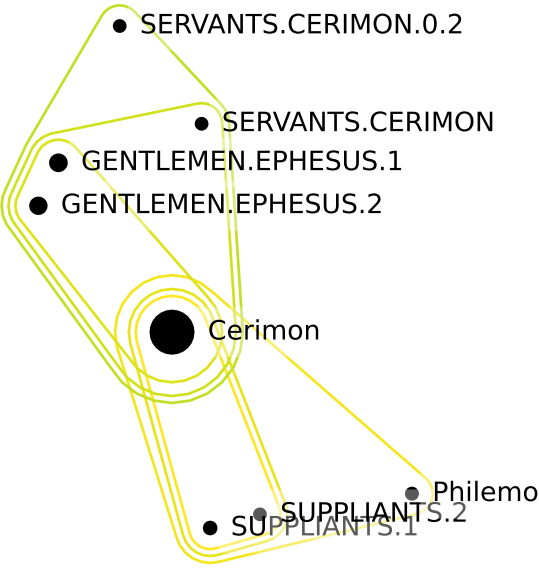 SERVANTS.CERIMON.0.2
SERVANTS.CERIMON
GENTLEMEN.EPHESUS.1
GENTLEMEN.EPHESUS.2
Cerimon
Philemo
SUPPLIANTS.2
SUPPLIANTS.1